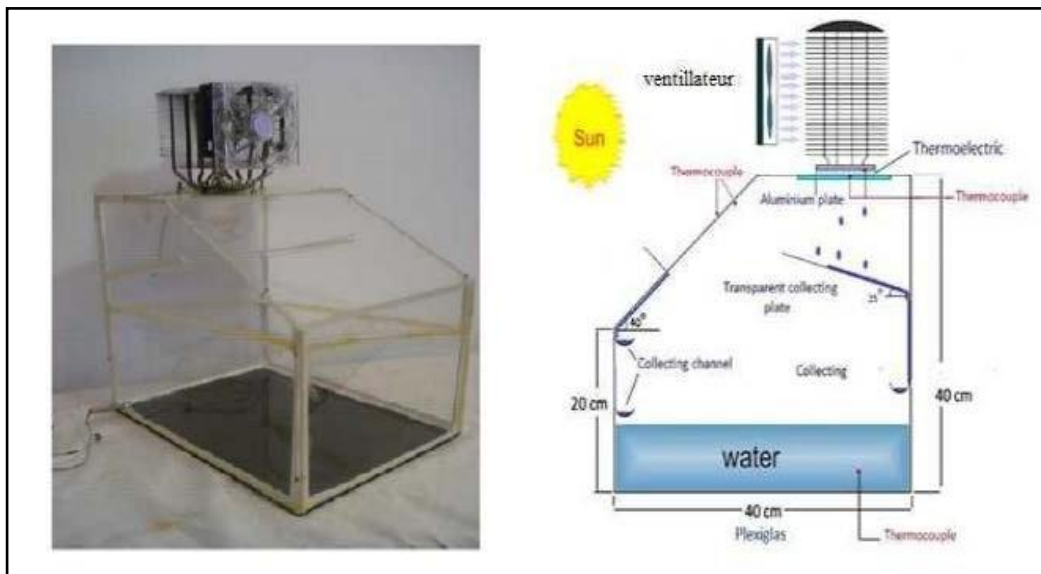 ventillateur
Sun
Thermoelectric
Thermocouple
Aluminium plate
Thermocouple
Transparent collecting
plate
25°
40°
Collecting channel
Collecting
20 cm
40 cm
water
40 cm
Plexiglas
Thermocouple